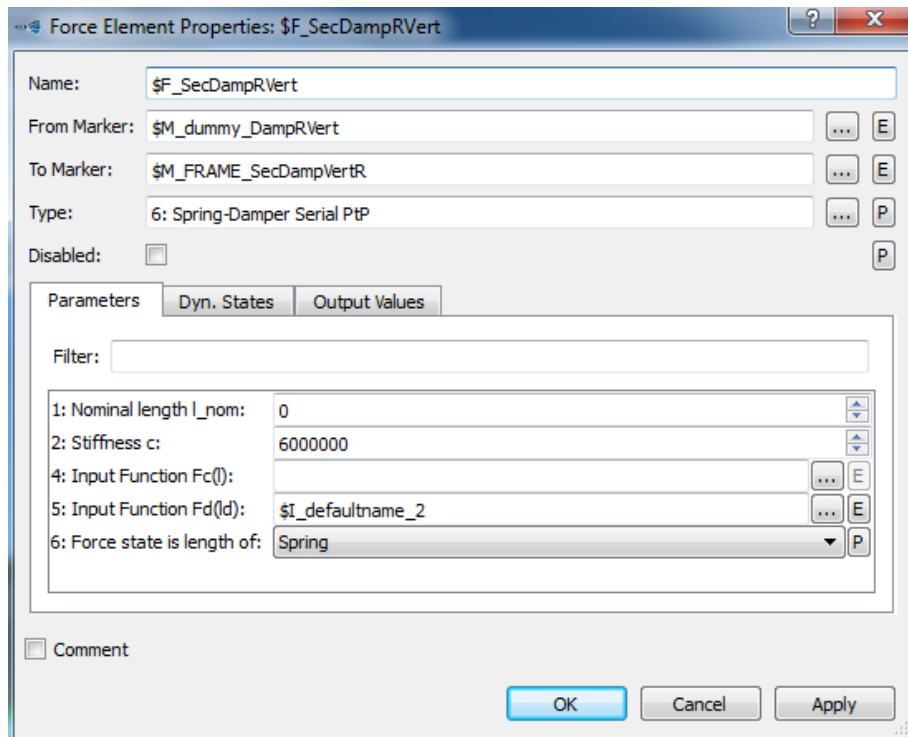 Force Element Properties: $F_SecDampRVert
? X
Name: $F_SecDampRVert
From Marker: $M_dummy_DampRVert ... E
To Marker: $M_FRAME_SecDampVertR ... E
Type: 6: Spring-Damper Serial PtP ... P
Disabled: P
Parameters Dyn. States Output Values
Filter:
1: Nominal length l_nom: 0
2: Stiffness c: 6000000
4: Input Function Fc(l): ... E
5: Input Function Fd(ld): $I_defaultname_2 ... E
6: Force state is length of: Spring P
Comment
OK Cancel Apply